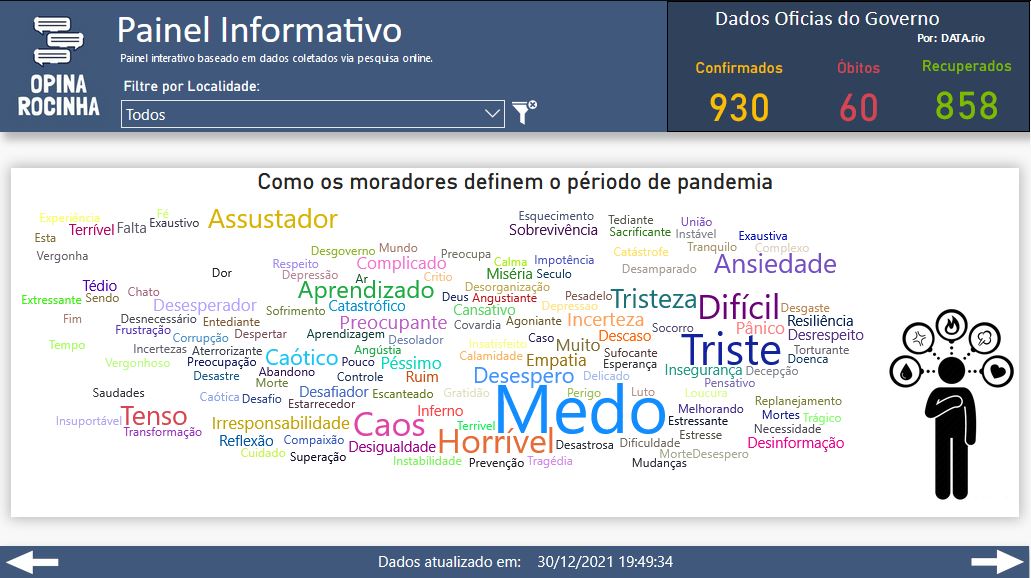 OPINA
ROCINHA
Painel Informativo
Painel interativo baseado em dados coletados via pesquisa online.
Filtre por Localidade:
Todos
Dados Oficias do Governo
Por: DATA.rio
Confirmados
Óbitos
Recuperados
930
60
858
Como os moradores definem o périodo de pandemia
Experiência Fé Assustador Esquecimento Tediante União
Terrível Falta Exaustivo Sobrevivência Sacrificante Instável Exaustiva
Esta Desgoverno Mundo Preocupa Catástrofe Tranquilo Complexo
Vergonha Respeito Complicado Calma Impotência Desamparado Ansiedade
Dor Depressão Ar Critio Miséria Seculo
Tédio Aprendizado Desorganização
Extressante Sendo Chato Desesperador Catastrófico Deus Angustiante Pesadelo Tristeza Difícil Desgaste
Fim Desnecessário Entediante Sofrimento Preocupante Cansativo Agoniante Depressao Incerteza Socorro Pânico Resiliência
Frustração Corrupção Despertar Aprendizagem Desolador Covardia Caso Descaso Desrespeito
Tempo Incertezas Aterrorizante Caótico Angústia Insatisfeito Muito Sufocante Triste Torturante
Vergonhoso Preocupação Abandono Pouco Péssimo Calamidade Empatia Esperança Insegurança Decepção Doenca
Desastre Morte Controle Ruim Desespero Delicado Pensativo
Saudades Caótica Desafio Desafiador Escanteado Gratidão Medo Perigo Luto Loucura Replanejamento
Insuportável Tenso Estarrecedor Caos Inferno Melhorando Mortes Trágico
Transformação Irresponsabilidade Terrivel Estressante Necessidade
Reflexão Compaixão Desigualdade Horrível Desastrosa Dificuldade Estresse Desinformação
Cuidado Superação Instabilidade Prevenção Tragédia Mudanças MorteDesespero
Dados atualizado em: 30/12/2021 19:49:34